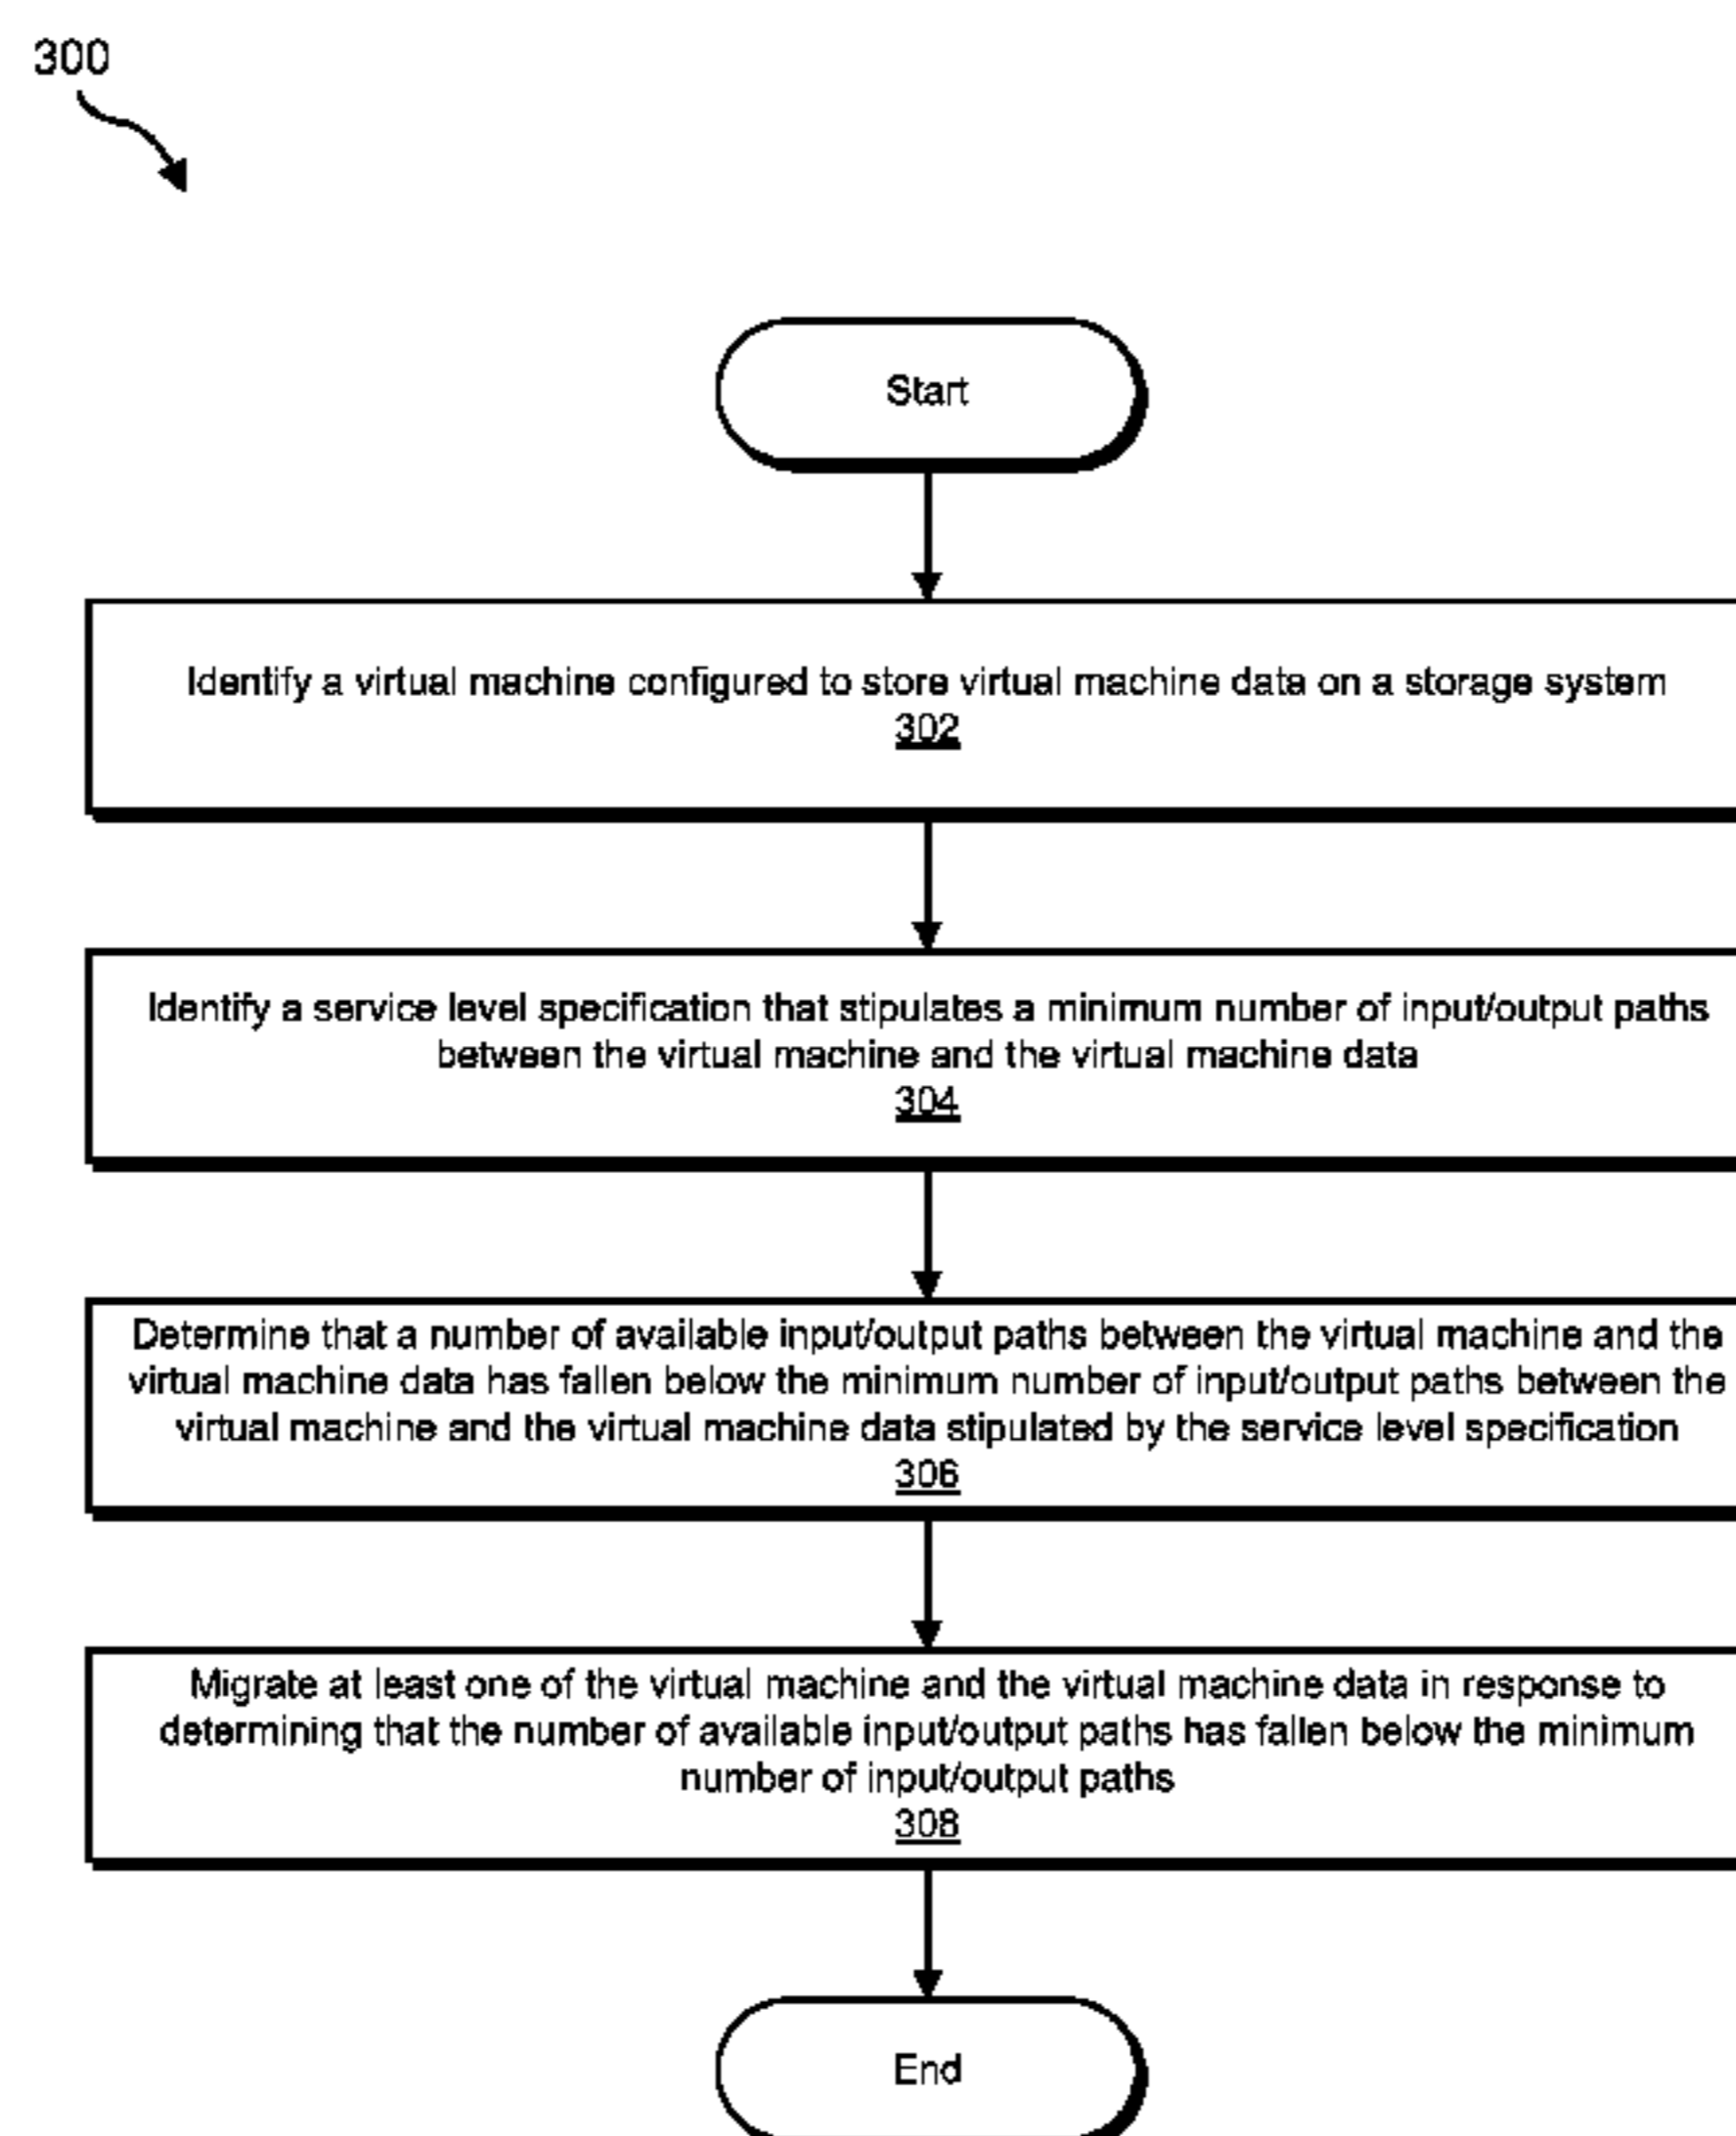 300
Start
Identify a virtual machine configured to store virtual machine data on a storage system
302
Identify a service level specification that stipulates a minimum number of input/output paths
between the virtual machine and the virtual machine data
304
Determine that a number of available input/output paths between the virtual machine and the
virtual machine data has fallen below the minimum number of input/output paths between the
virtual machine and the virtual machine data stipulated by the service level specification
306
Migrate at least one of the virtual machine and the virtual machine data in response to
determining that the number of available input/output paths has fallen below the minimum
number of input/output paths
308
End